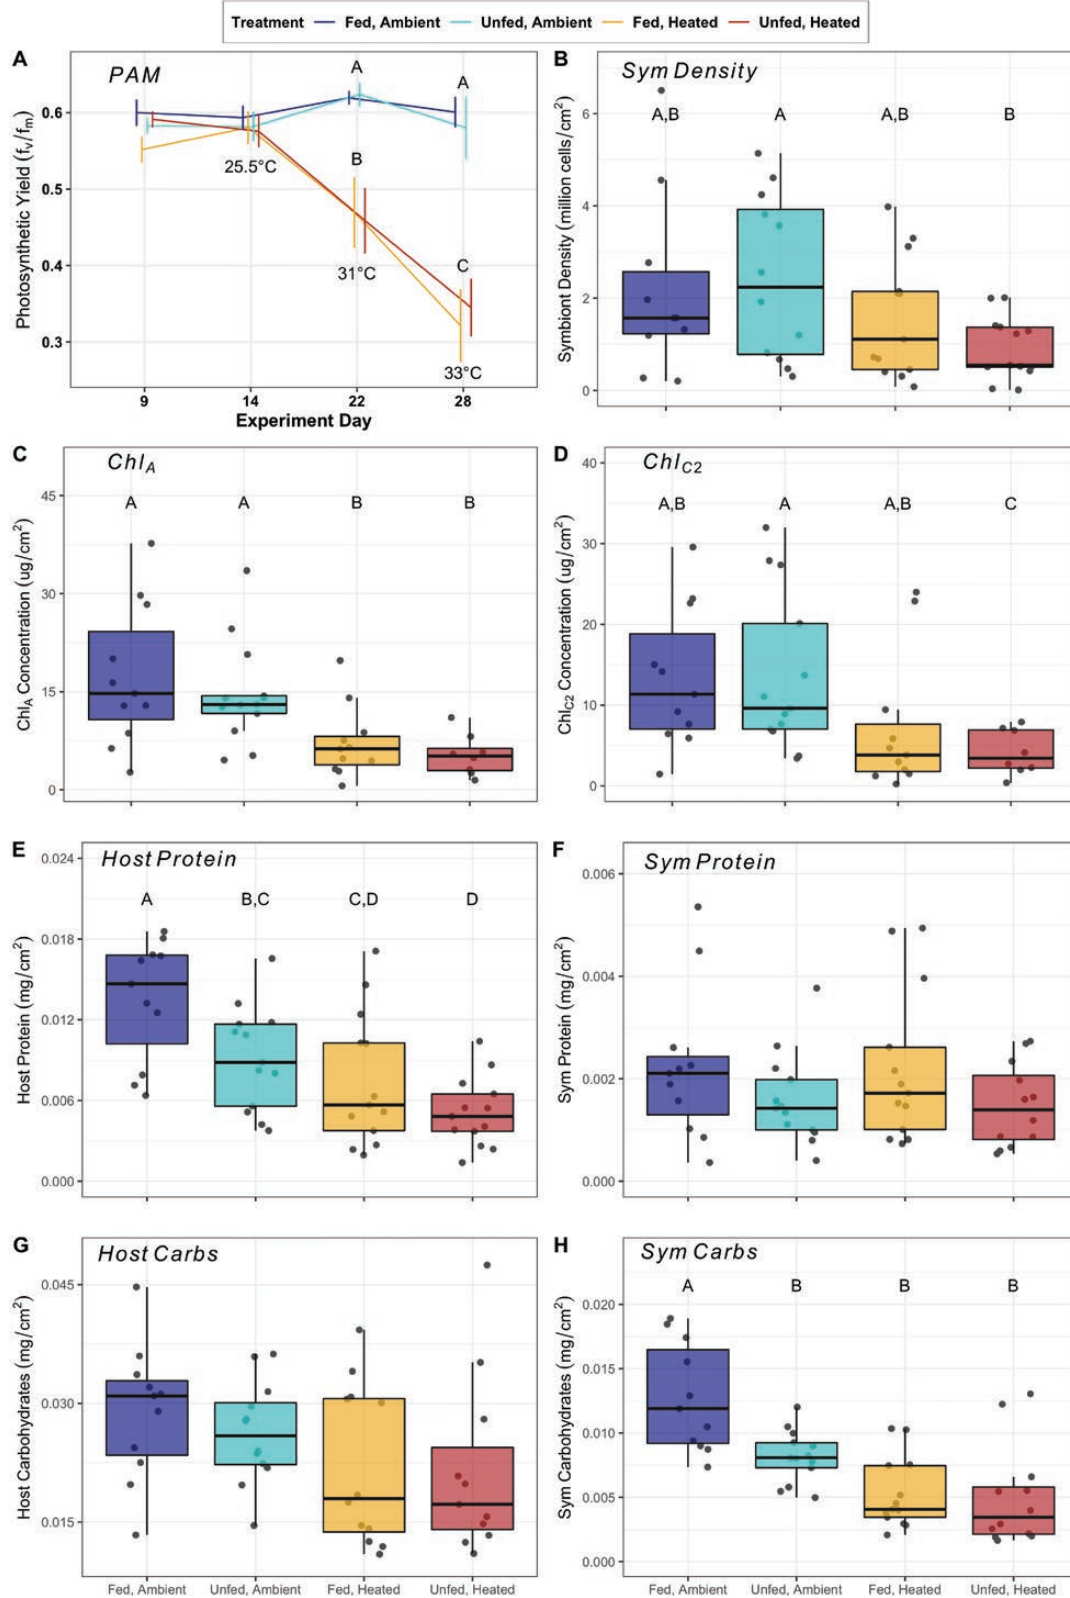 Treatment Fed, Ambient Unfed, Ambient Fed, Heated Unfed, Heated
A
PAM
Photosynthetic Yield (fv/fm)
0.6
0.5
0.4
0.3
A
A
25.5°C
B
31°C
C
33°C
9 14 22 28
Experiment Day
B
Sym Density
Symbiont Density (million cells/cm²)
6
4
2
0
A,B A A,B B
C
ChlA
ChlA Concentration (ug/cm²)
45
30
15
0
A A B B
D
ChlC2
ChlC2 Concentration (ug/cm²)
40
30
20
10
0
A,B A A,B C
E
Host Protein
Host Protein (mg/cm²)
0.024
0.018
0.012
0.006
0.000
A B,C C,D D
F
Sym Protein
Sym Protein (mg/cm²)
0.006
0.004
0.002
0.000
G
Host Carbs
Host Carbohydrates (mg/cm²)
0.045
0.030
0.015
Fed, Ambient Unfed, Ambient Fed, Heated Unfed, Heated
H
Sym Carbs
Sym Carbohydrates (mg/cm²)
0.020
0.015
0.010
0.005
0.000
A B B B
Fed, Ambient Unfed, Ambient Fed, Heated Unfed, Heated